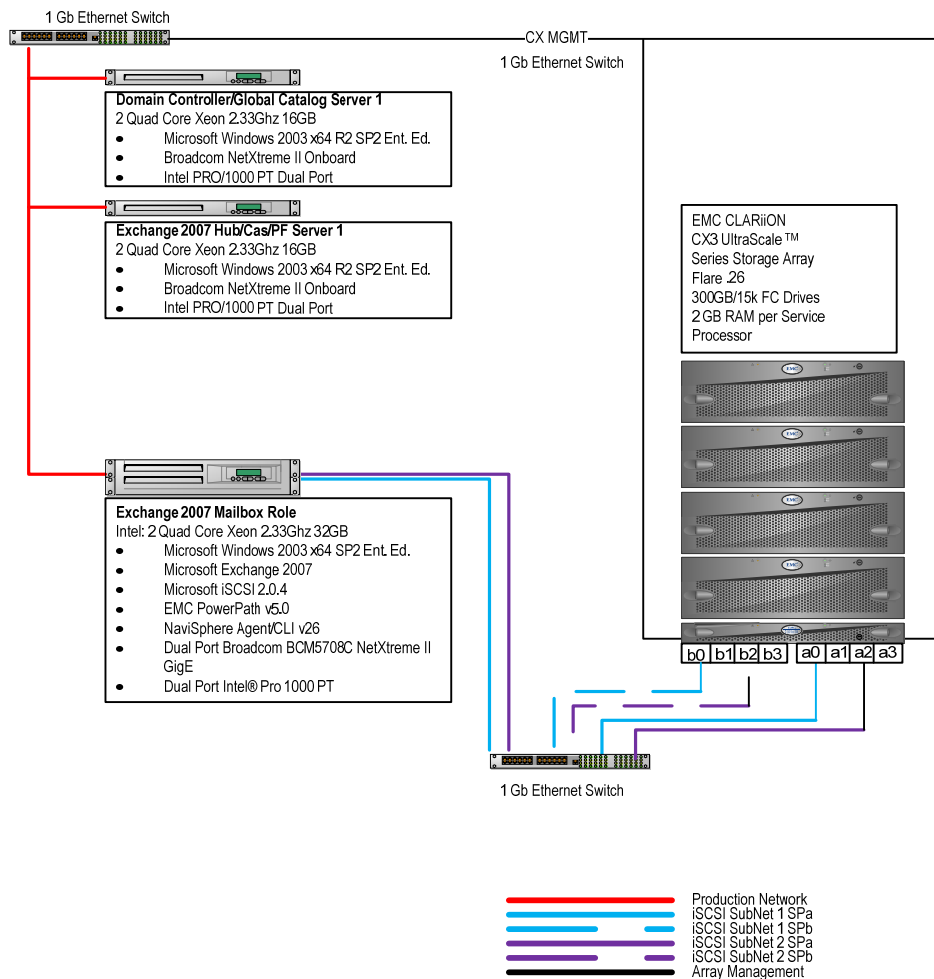 1 Gb Ethernet Switch
CX MGMT
1 Gb Ethernet Switch
Domain Controller/Global Catalog Server 1
2 Quad Core Xeon 2.33Ghz 16GB
• Microsoft Windows 2003 x64 R2 SP2 Ent. Ed.
• Broadcom NetXtreme II Onboard
• Intel PRO/1000 PT Dual Port
Exchange 2007 Hub/Cas/PF Server 1
2 Quad Core Xeon 2.33Ghz 16GB
• Microsoft Windows 2003 x64 R2 SP2 Ent. Ed.
• Broadcom NetXtreme II Onboard
• Intel PRO/1000 PT Dual Port
EMC CLARiiON
CX3 UltraScale ™
Series Storage Array
Flare .26
300GB/15k FC Drives
2 GB RAM per Service
Processor
EMC
EMC
EMC
EMC
Exchange 2007 Mailbox Role
Intel: 2 Quad Core Xeon 2.33Ghz 32GB
• Microsoft Windows 2003 x64 SP2 Ent. Ed.
• Microsoft Exchange 2007
• Microsoft iSCSI 2.0.4
• EMC PowerPath v5.0
• NaviSphere Agent/CLI v26
• Dual Port Broadcom BCM5708C NetXtreme II
GigE
• Dual Port Intel® Pro 1000 PT
b0 b1 b2 b3 a0 a1 a2 a3
1 Gb Ethernet Switch
Production Network
iSCSI SubNet 1 SPa
iSCSI SubNet 1 SPb
iSCSI SubNet 2 SPa
iSCSI SubNet 2 SPb
Array Management